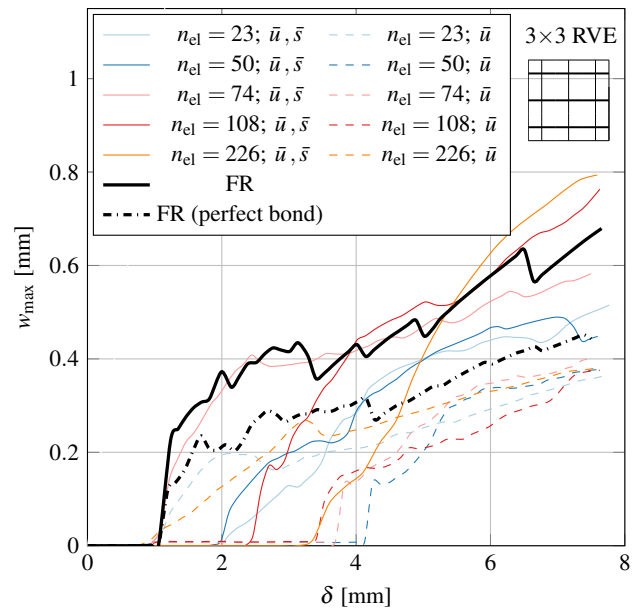 n_el = 23; ū, s̄
n_el = 50; ū, s̄
n_el = 74; ū, s̄
n_el = 108; ū, s̄
n_el = 226; ū, s̄
FR
FR (perfect bond)
n_el = 23; ū
n_el = 50; ū
n_el = 74; ū
n_el = 108; ū
n_el = 226; ū
3×3 RVE
1
0.8
0.6
0.4
0.2
0
w_max [mm]
0
2
4
6
8
δ [mm]